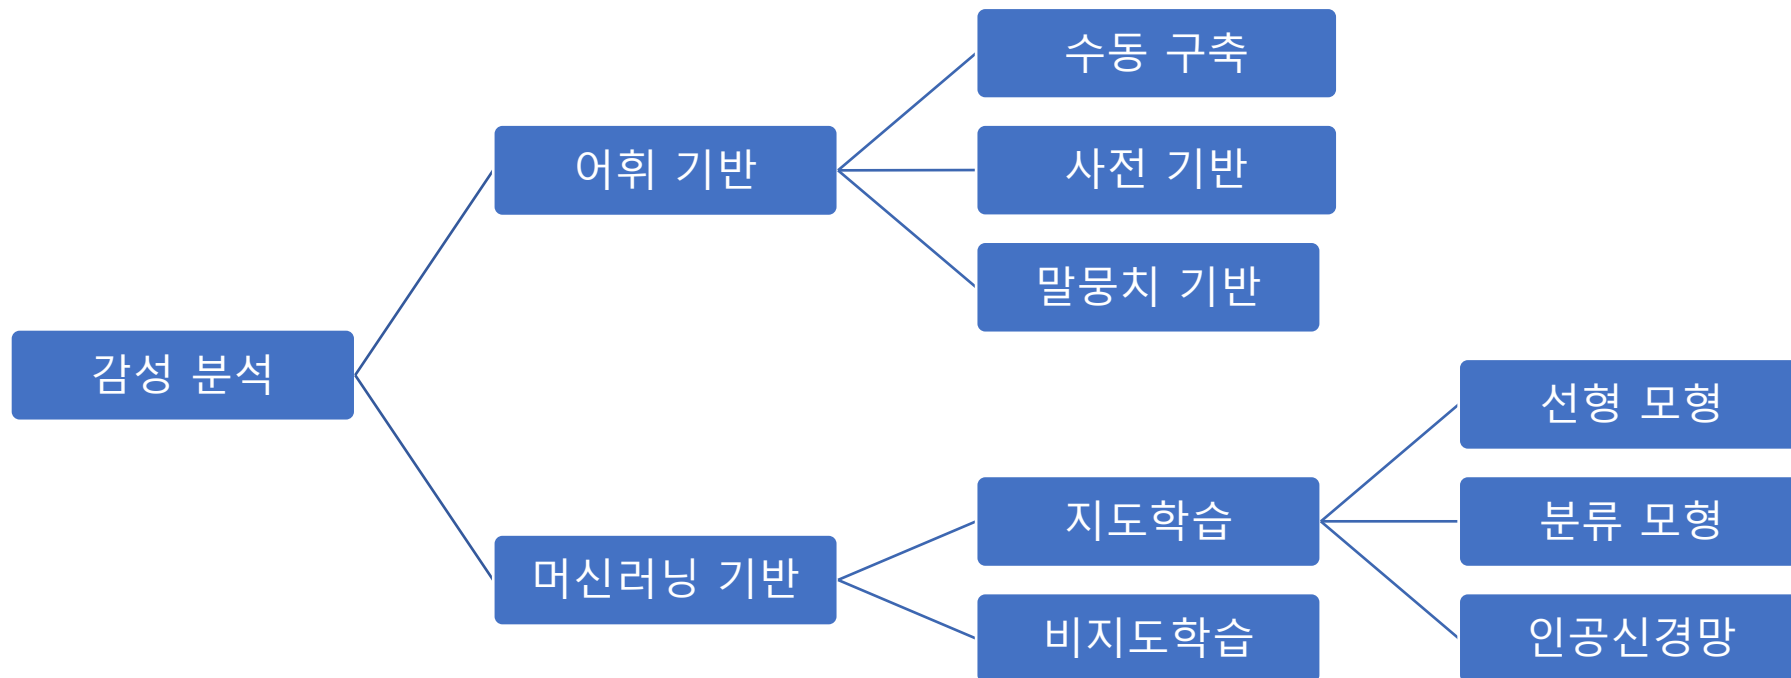 수동 구축
어휘 기반
사전 기반
말뭉치 기반
감성 분석
선형 모형
지도학습
분류 모형
머신러닝 기반
비지도학습
인공신경망